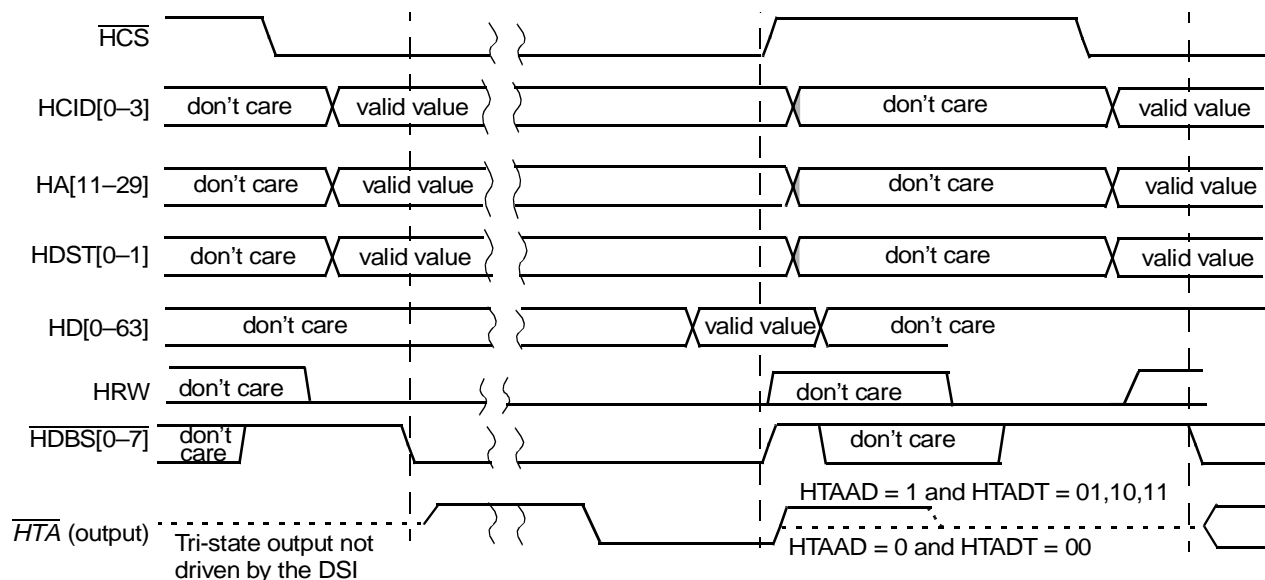 HCS
HCID[0–3] don't care valid value don't care valid value
HA[11–29] don't care valid value don't care valid value
HDST[0–1] don't care valid value don't care valid value
HD[0–63] don't care valid value don't care
HRW don't care don't care
HDBS[0–7] don't
care don't care
HTAAD = 1 and HTADT = 01,10,11
HTA (output)
HTAAD = 0 and HTADT = 00
Tri-state output not
driven by the DSI